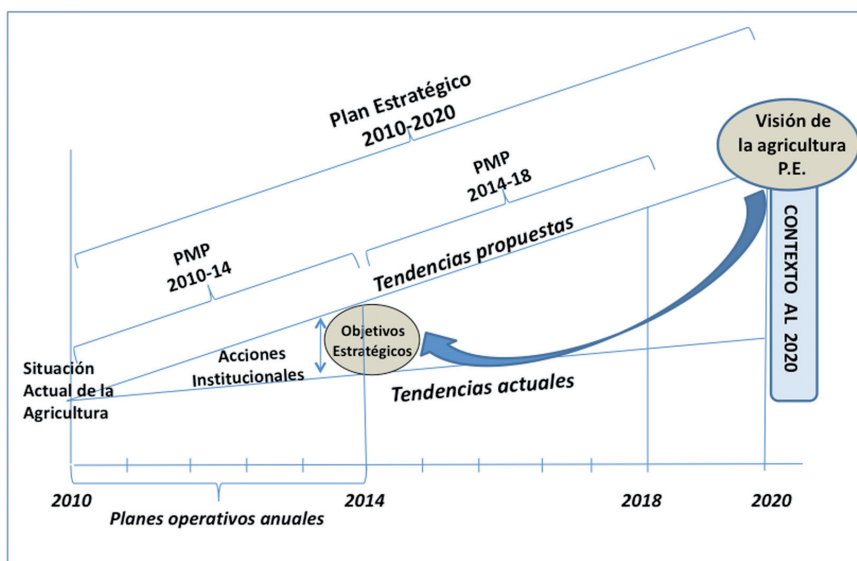 Plan Estratégico
2010-2020
Visión de
la agricultura
P.E.
PMP
2014-18
CONTEXTO AL 2020
PMP
2010-14
Tendencias propuestas
Objetivos
Estratégicos
Acciones
Institucionales
Situación
Actual de la
Agricultura
Tendencias actuales
2010
2014
2018
2020
Planes operativos anuales